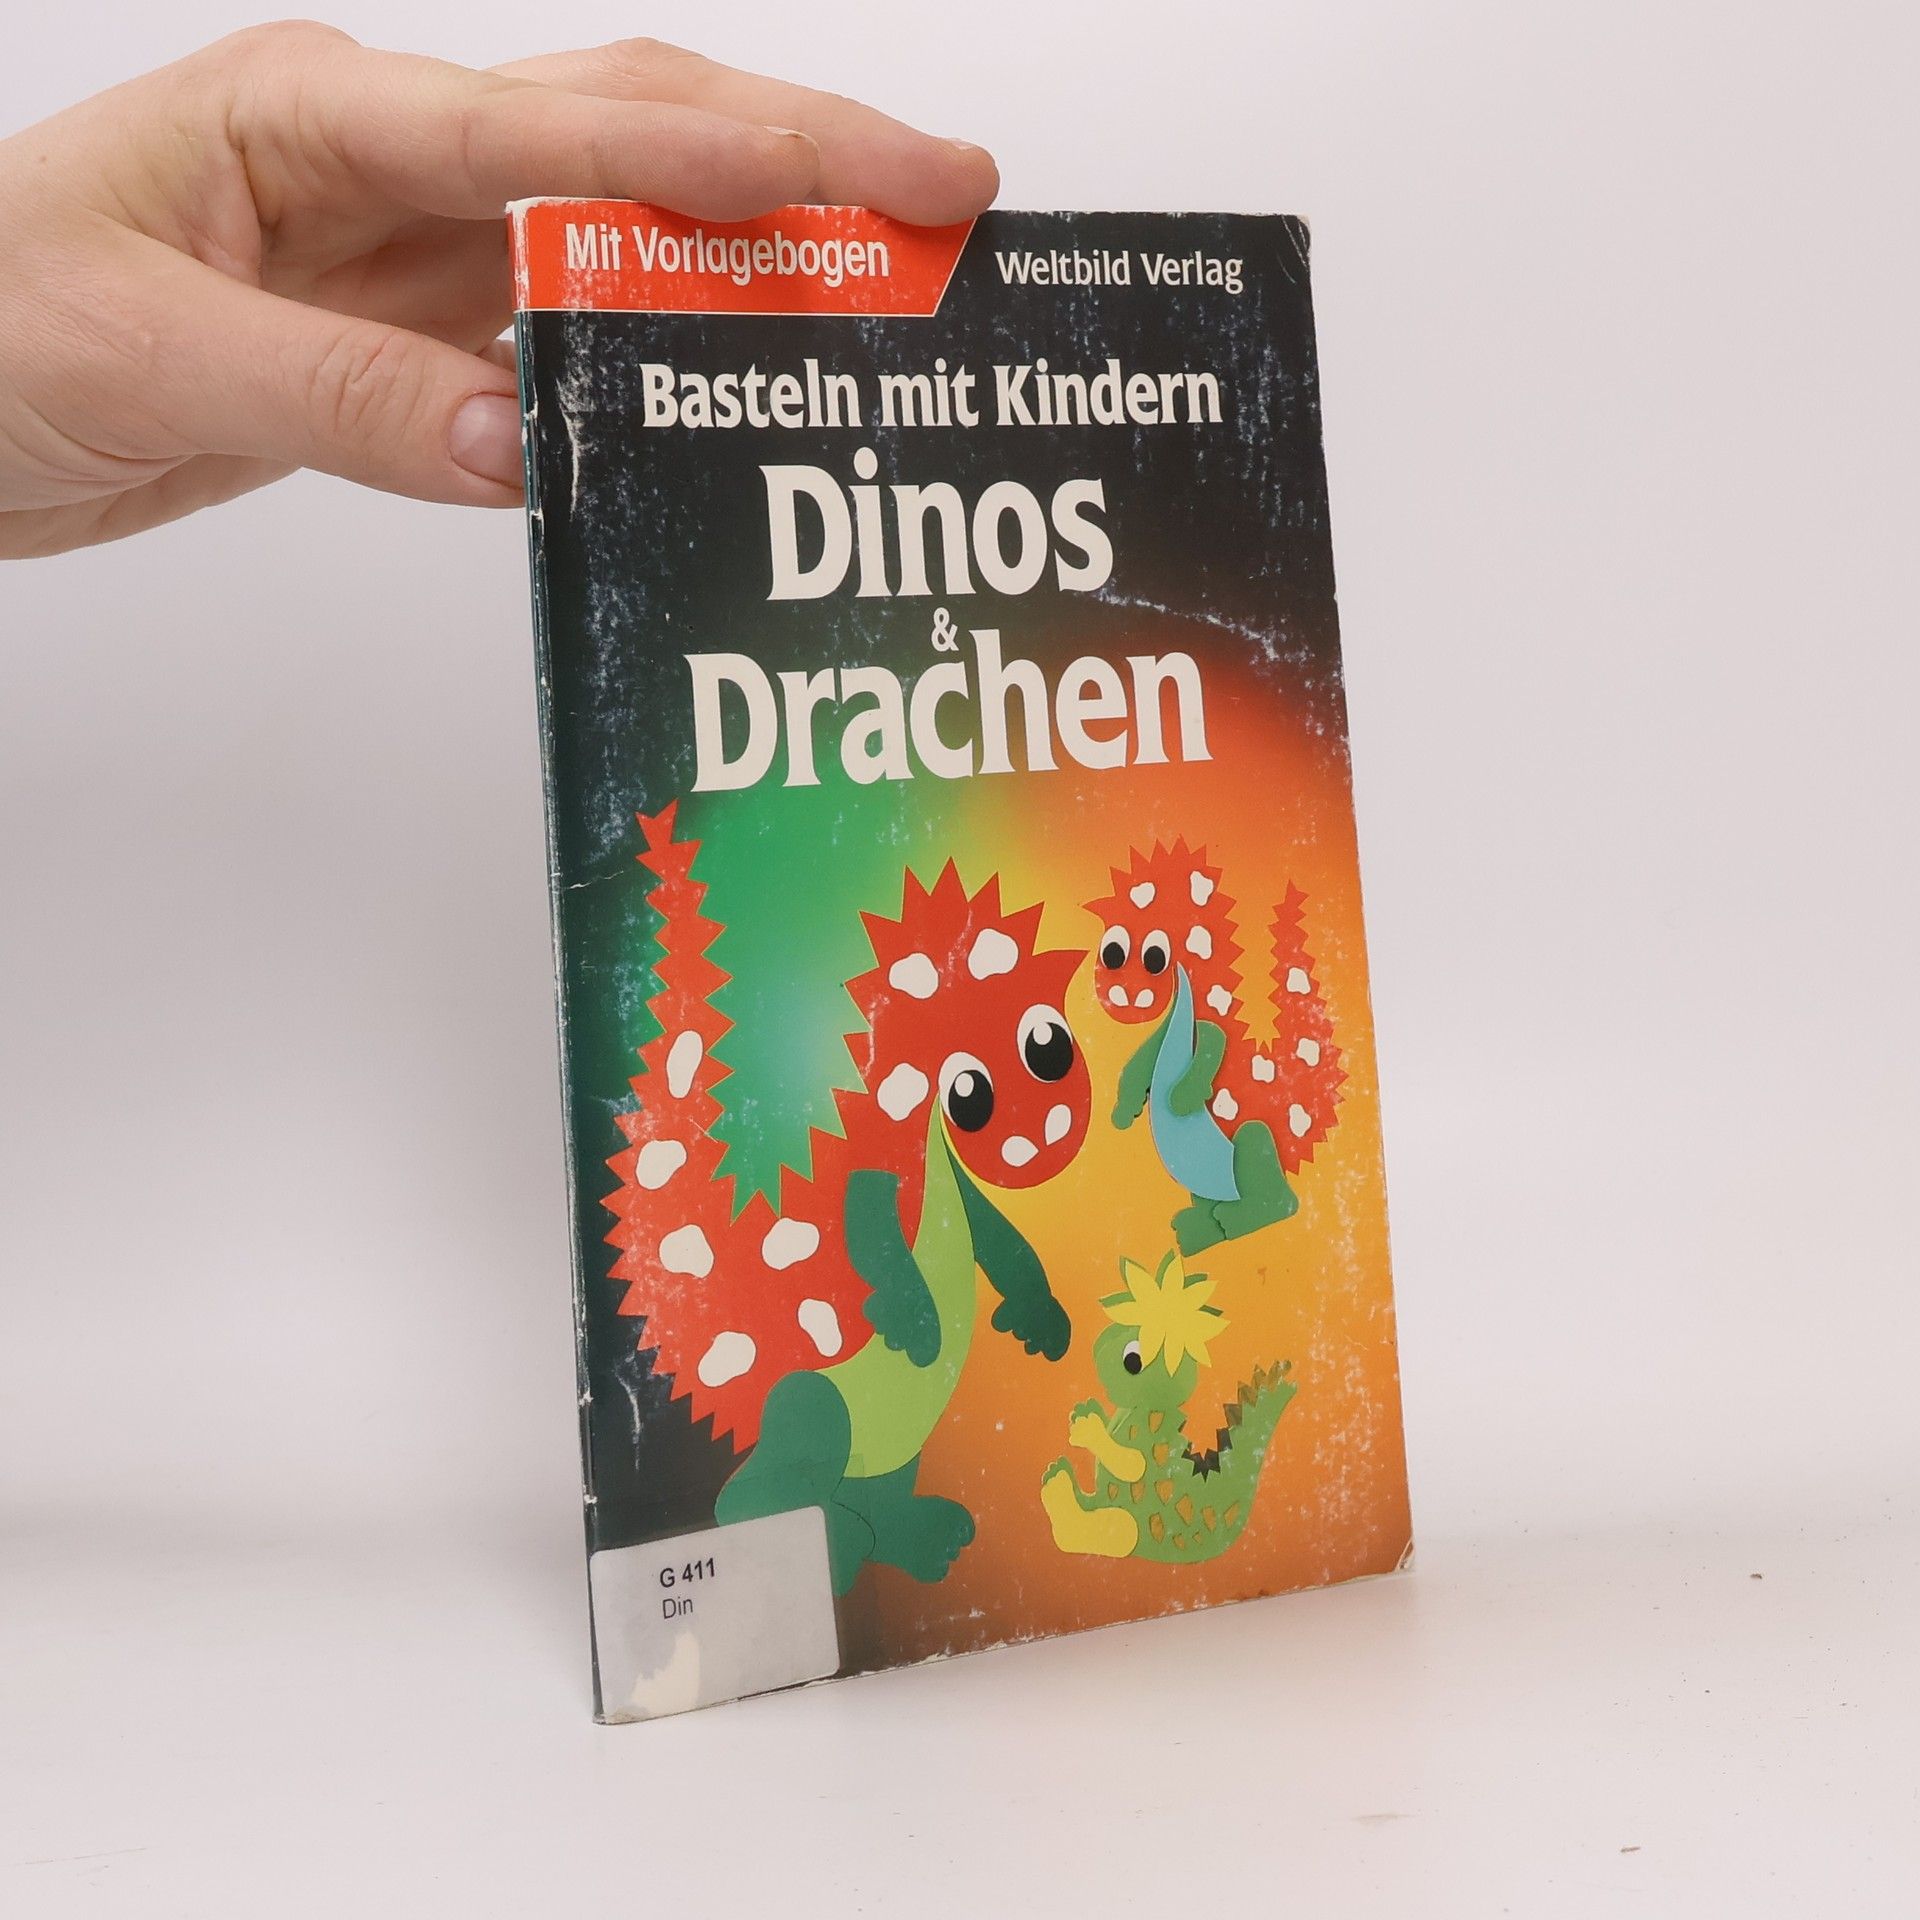 Mit Vorlagebogen
Weltbild Verlag
Basteln mit Kindern
Dinos
&
Drachen
G 411
Din